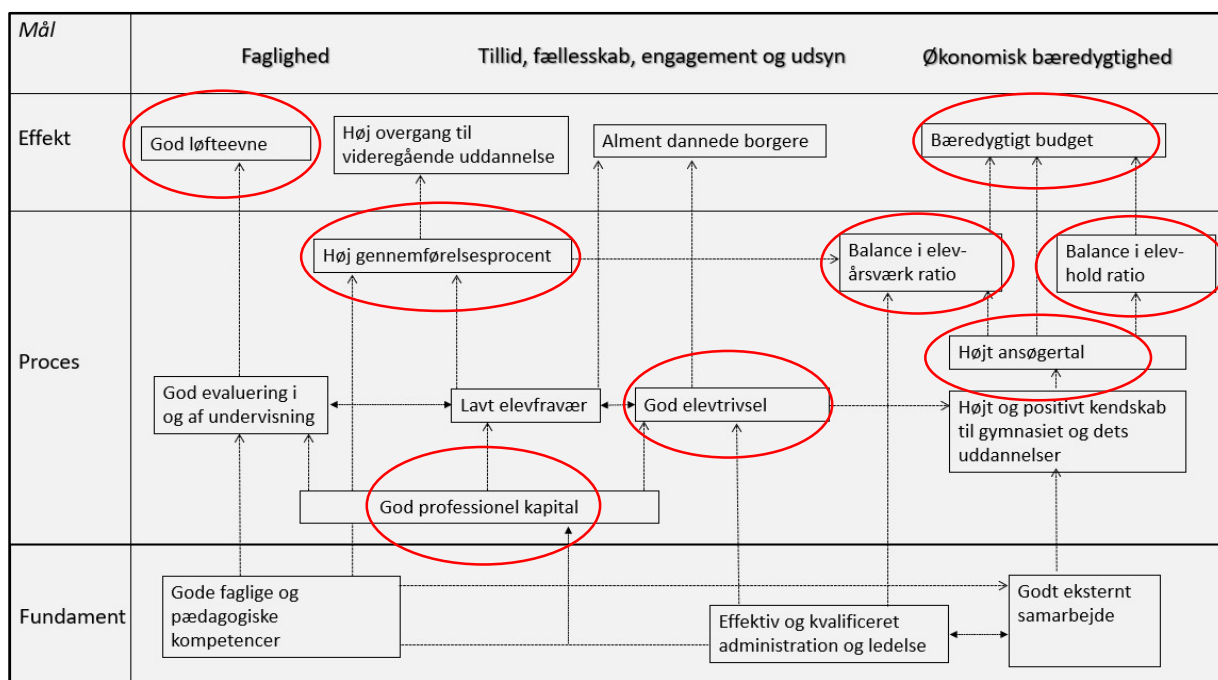 Mål
Faglighed
Tillid, fællesskab, engagement og udsyn
Økonomisk bæredygtighed
Effekt
God løfteevne
Høj overgang til
videregående uddannelse
Alment dannede borgere
Bæredygtigt budget
Proces
Høj gennemførelsesprocent
Balance i elev-
årsværk ratio
Balance i elev-
hold ratio
Højt ansøgertal
God evaluering i
og af undervisning
Lavt elevfravær
God elevtrivsel
Højt og positivt kendskab
til gymnasiet og dets
uddannelser
God professionel kapital
Fundament
Gode faglige og
pædagogiske
kompetencer
Effektiv og kvalificeret
administration og ledelse
Godt eksternt
samarbejde